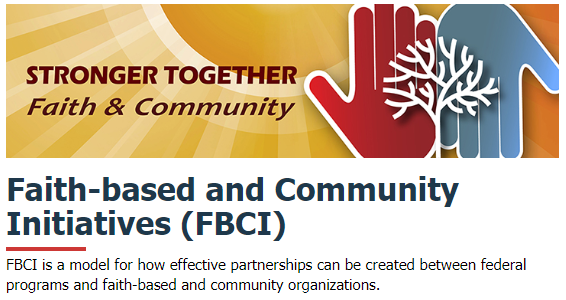 STRONGER TOGETHER
Faith & Community
Faith-based and Community
Initiatives (FBCI)
FBCI is a model for how effective partnerships can be created between federal
programs and faith-based and community organizations.